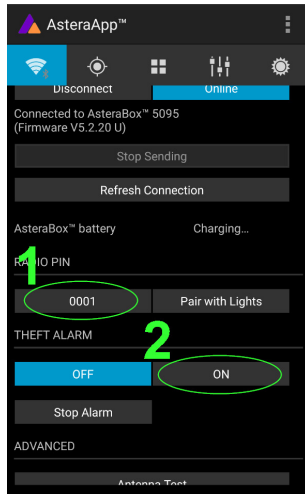 AsteraApp™
Disconnect Online
Connected to AsteraBox™ 5095
(Firmware V5.2.20 U)
Stop Sending
Refresh Connection
AsteraBox™ battery Charging...
1
RADIO PIN
0001 Pair with Lights
2
THEFT ALARM
OFF ON
Stop Alarm
ADVANCED
Antenna Test